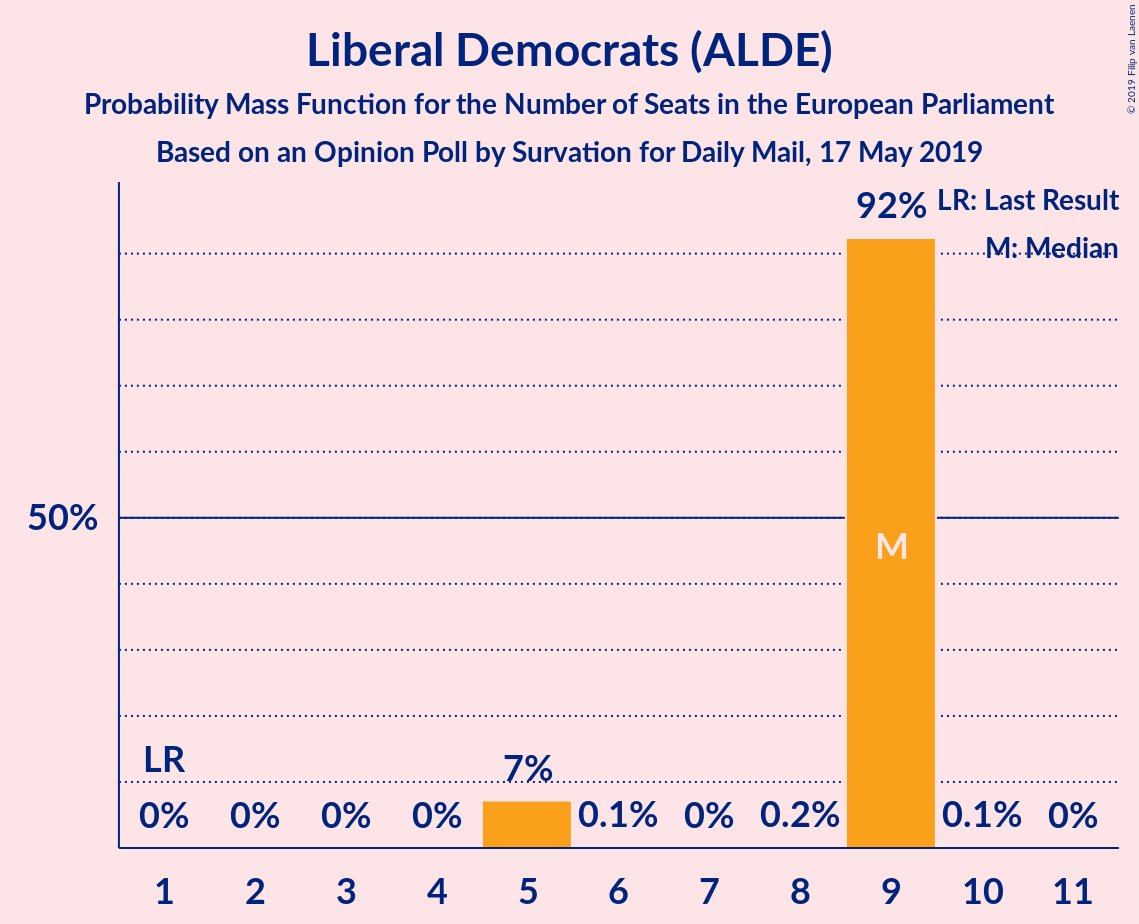 Liberal Democrats (ALDE)
Probability Mass Function for the Number of Seats in the European Parliament
Based on an Opinion Poll by Survation for Daily Mail, 17 May 2019
© 2019 Filip van Laenen
92%
LR: Last Result
M: Median
50%
M
LR
7%
0% 0% 0% 0% 0.1% 0% 0.2% 0.1% 0%
1 2 3 4 5 6 7 8 9 10 11